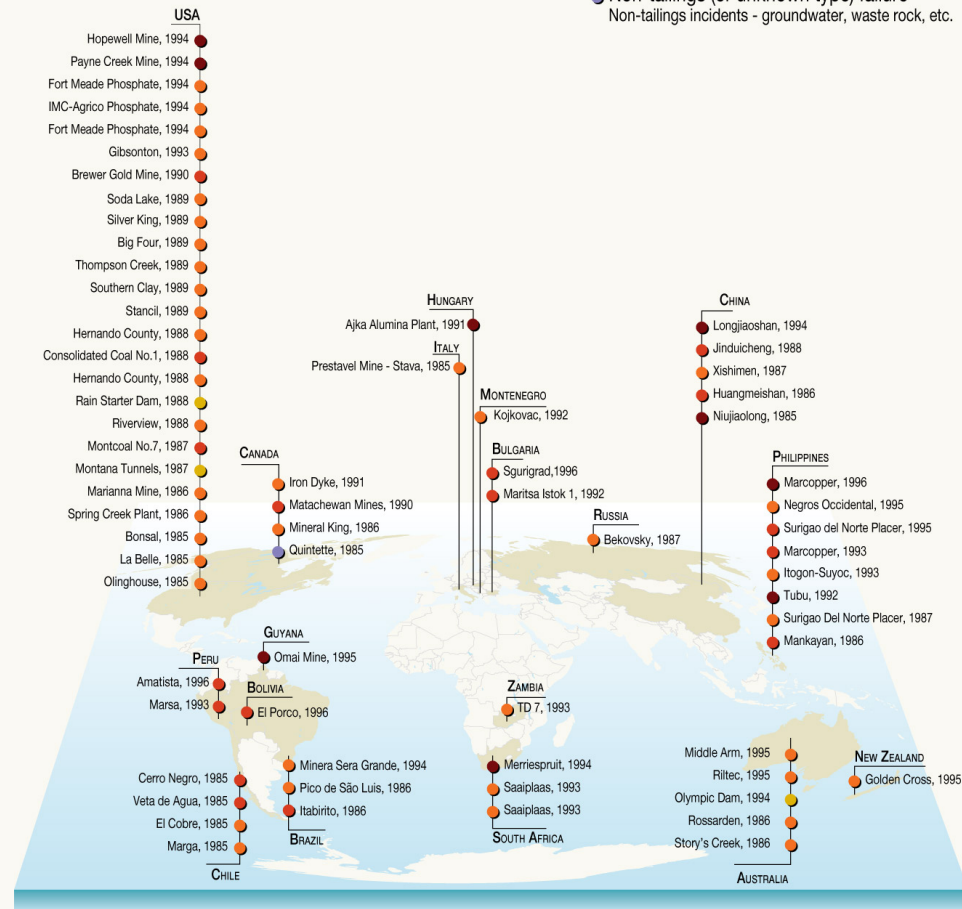 Non-tailings incidents - groundwater, waste rock, etc.
USA
Hopewell Mine, 1994
Payne Creek Mine, 1994
Fort Meade Phosphate, 1994
IMC-Agrico Phosphate, 1994
Fort Meade Phosphate, 1994
Gibsonton, 1993
Brewer Gold Mine, 1990
Soda Lake, 1989
Silver King, 1989
Big Four, 1989
Thompson Creek, 1989
Southern Clay, 1989
Stancil, 1989
Hernando County, 1988
Consolidated Coal No.1, 1988
Hernando County, 1988
Rain Starter Dam, 1988
Riverview, 1988
Montcoal No.7, 1987
Montana Tunnels, 1987
Marianna Mine, 1986
Spring Creek Plant, 1986
Bonsal, 1985
La Belle, 1985
Olinghouse, 1985
CANADA
Iron Dyke, 1991
Matachewan Mines, 1990
Mineral King, 1986
Quintette, 1985
HUNGARY
Ajka Alumina Plant, 1991
ITALY
Prestavel Mine - Stava, 1985
MONTENEGRO
Kojkovac, 1992
BULGARIA
Sgurigrad,1996
Maritsa Istok 1, 1992
RUSSIA
Bekovsky, 1987
CHINA
Longjiaoshan, 1994
Jinduicheng, 1988
Xishimen, 1987
Huangmeishan, 1986
Niujiaolong, 1985
PHILIPPINES
Marcopper, 1996
Negros Occidental, 1995
Surigao del Norte Placer, 1995
Marcopper, 1993
Itogon-Suyoc, 1993
Tubu, 1992
Surigao Del Norte Placer, 1987
Mankayan, 1986
GUYANA
Omai Mine, 1995
PERU
Amatista, 1996
Marsa, 1993
BOLIVIA
El Porco, 1996
ZAMBIA
TD 7, 1993
Cerro Negro, 1985
Veta de Agua, 1985
El Cobre, 1985
Marga, 1985
CHILE
Minera Sera Grande, 1994
Pico de São Luis, 1986
Itabirito, 1986
BRAZIL
Merriespruit, 1994
Saaiplaas, 1993
Saaiplaas, 1993
SOUTH AFRICA
Middle Arm, 1995
Riltec, 1995
Olympic Dam, 1994
Rossarden, 1986
Story's Creek, 1986
AUSTRALIA
NEW ZEALAND
Golden Cross, 1995